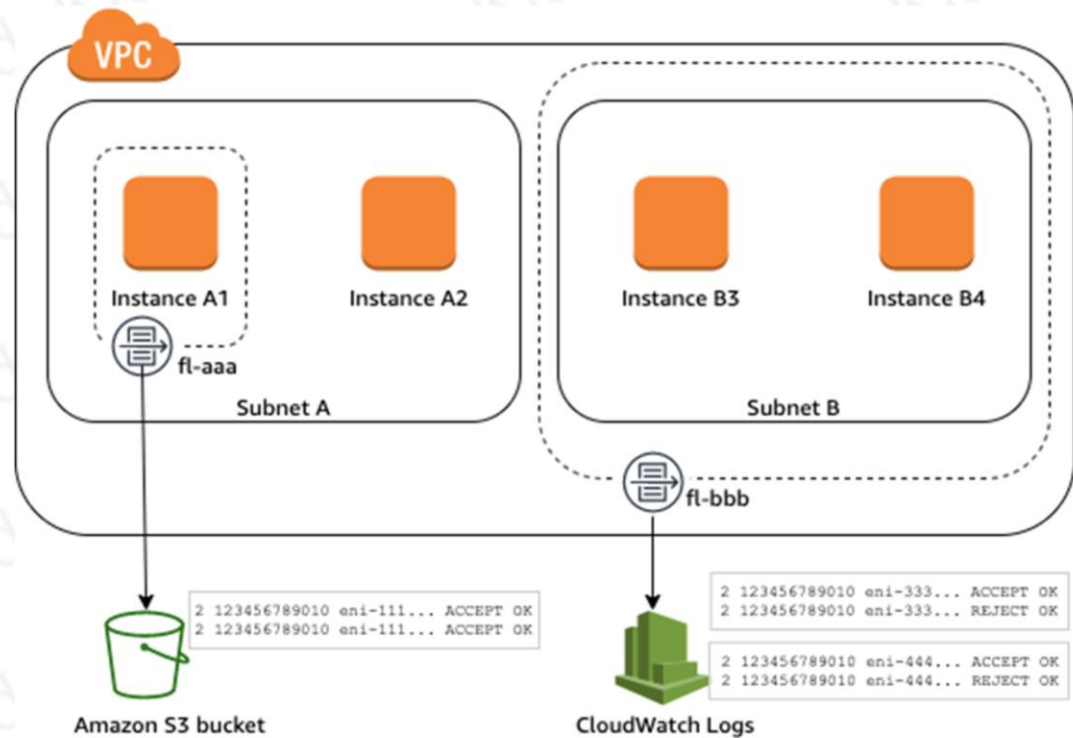 VPC
Instance A1
Instance A2
Instance B3
Instance B4
fl-aaa
Subnet A
Subnet B
fl-bbb
2 123456789010 eni-111... ACCEPT OK
2 123456789010 eni-111... ACCEPT OK
2 123456789010 eni-333... ACCEPT OK
2 123456789010 eni-333... REJECT OK
2 123456789010 eni-444... ACCEPT OK
2 123456789010 eni-444... REJECT OK
Amazon S3 bucket
CloudWatch Logs